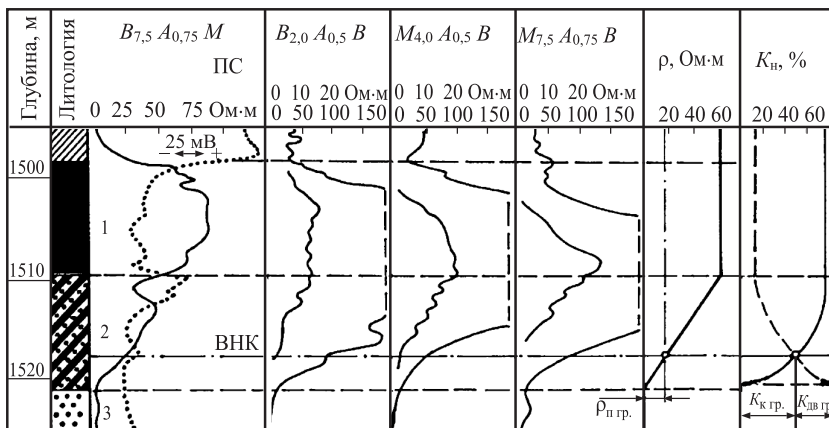 Глубина, м
Литология
B7,5 A0,75 M
ПС
0 25 50 75 Ом·м
– 25 мВ +
B2,0 A0,5 B
0 10 20 Ом·м
0 50 100 150
M4,0 A0,5 B
0 10 20 Ом·м
0 50 100 150
M7,5 A0,75 B
0 10 20 Ом·м
0 50 100 150
ρ, Ом·м
20 60
Kн, %
20 60
1500
1510
1520
1
2
3
ВНК
ρп гр.
Kк гр.
Kдв гр